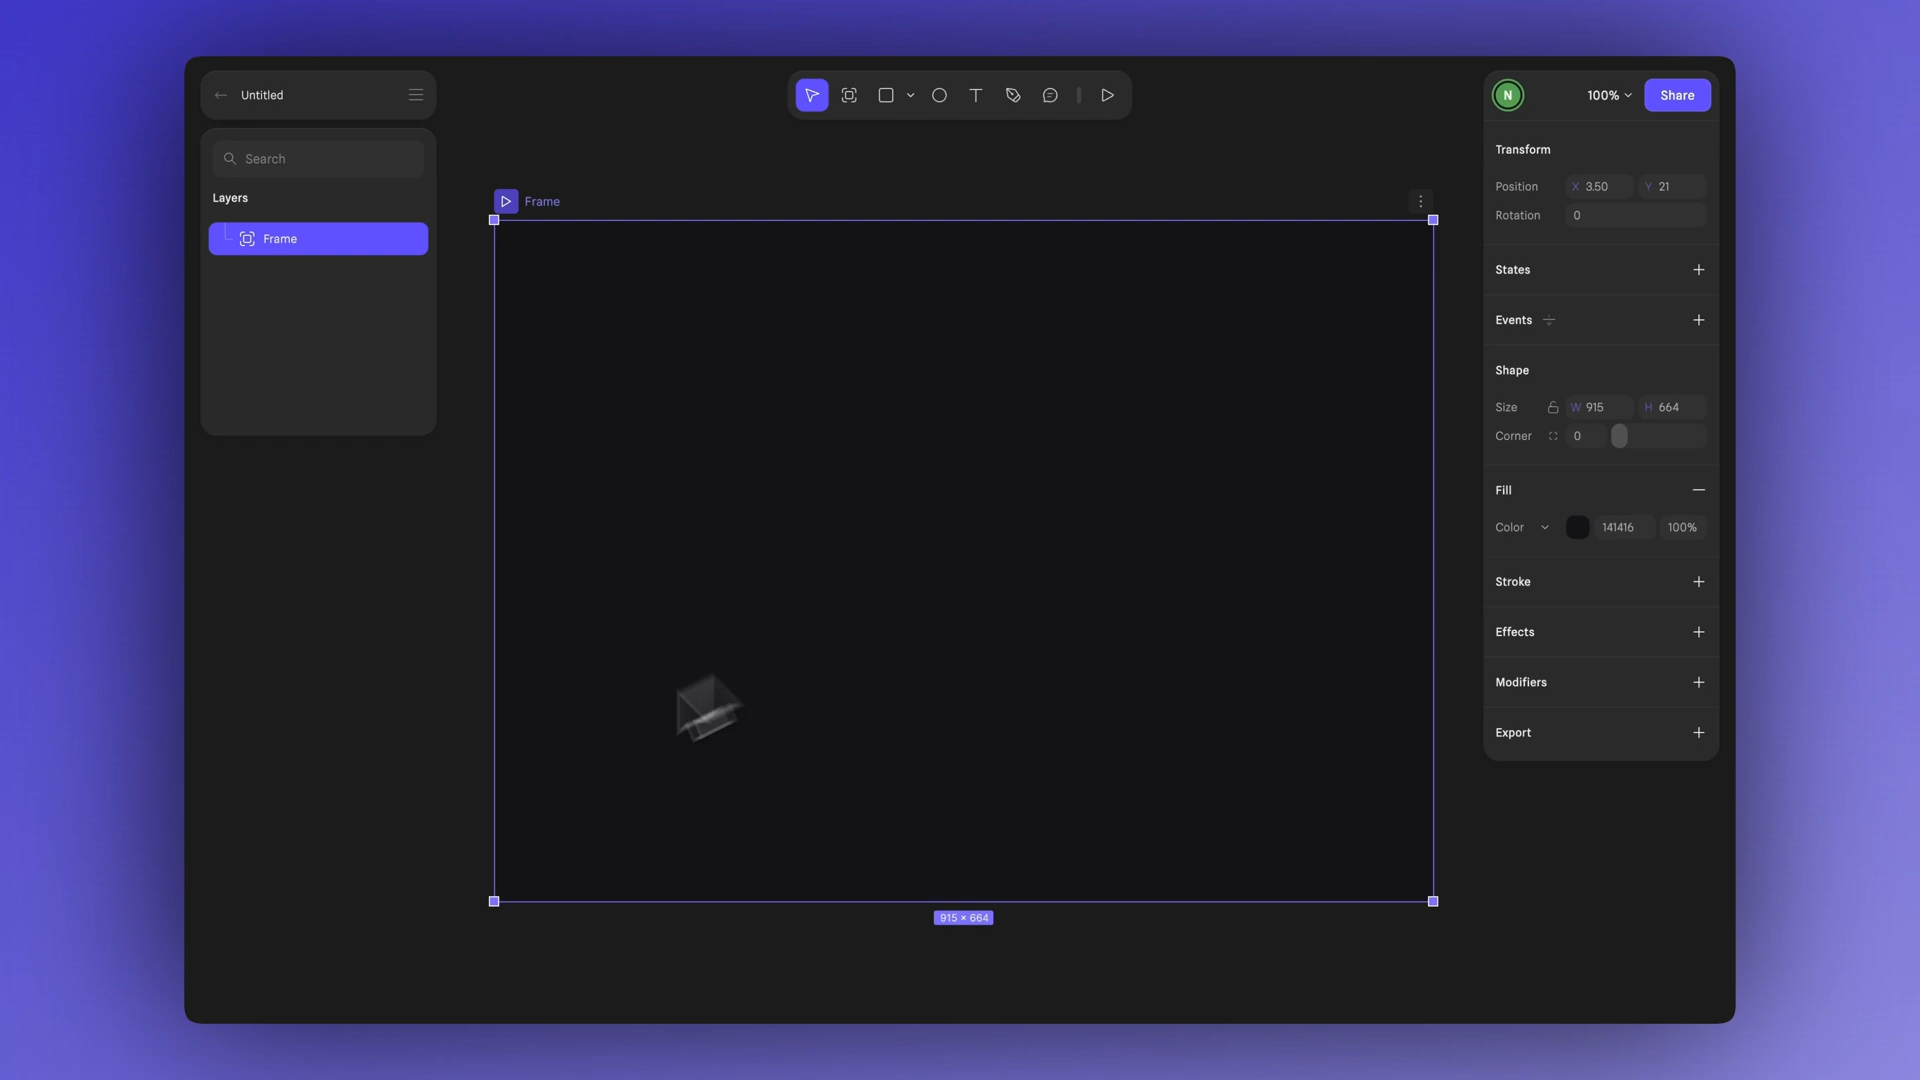 Untitled
N
100%
Share
Search
Layers
Frame
Frame
915 × 664
Transform
Position X 3.50 Y 21
Rotation 0
States
Events
Shape
Size W 915 H 664
Corner 0
Fill
Color 141416 100%
Stroke
Effects
Modifiers
Export